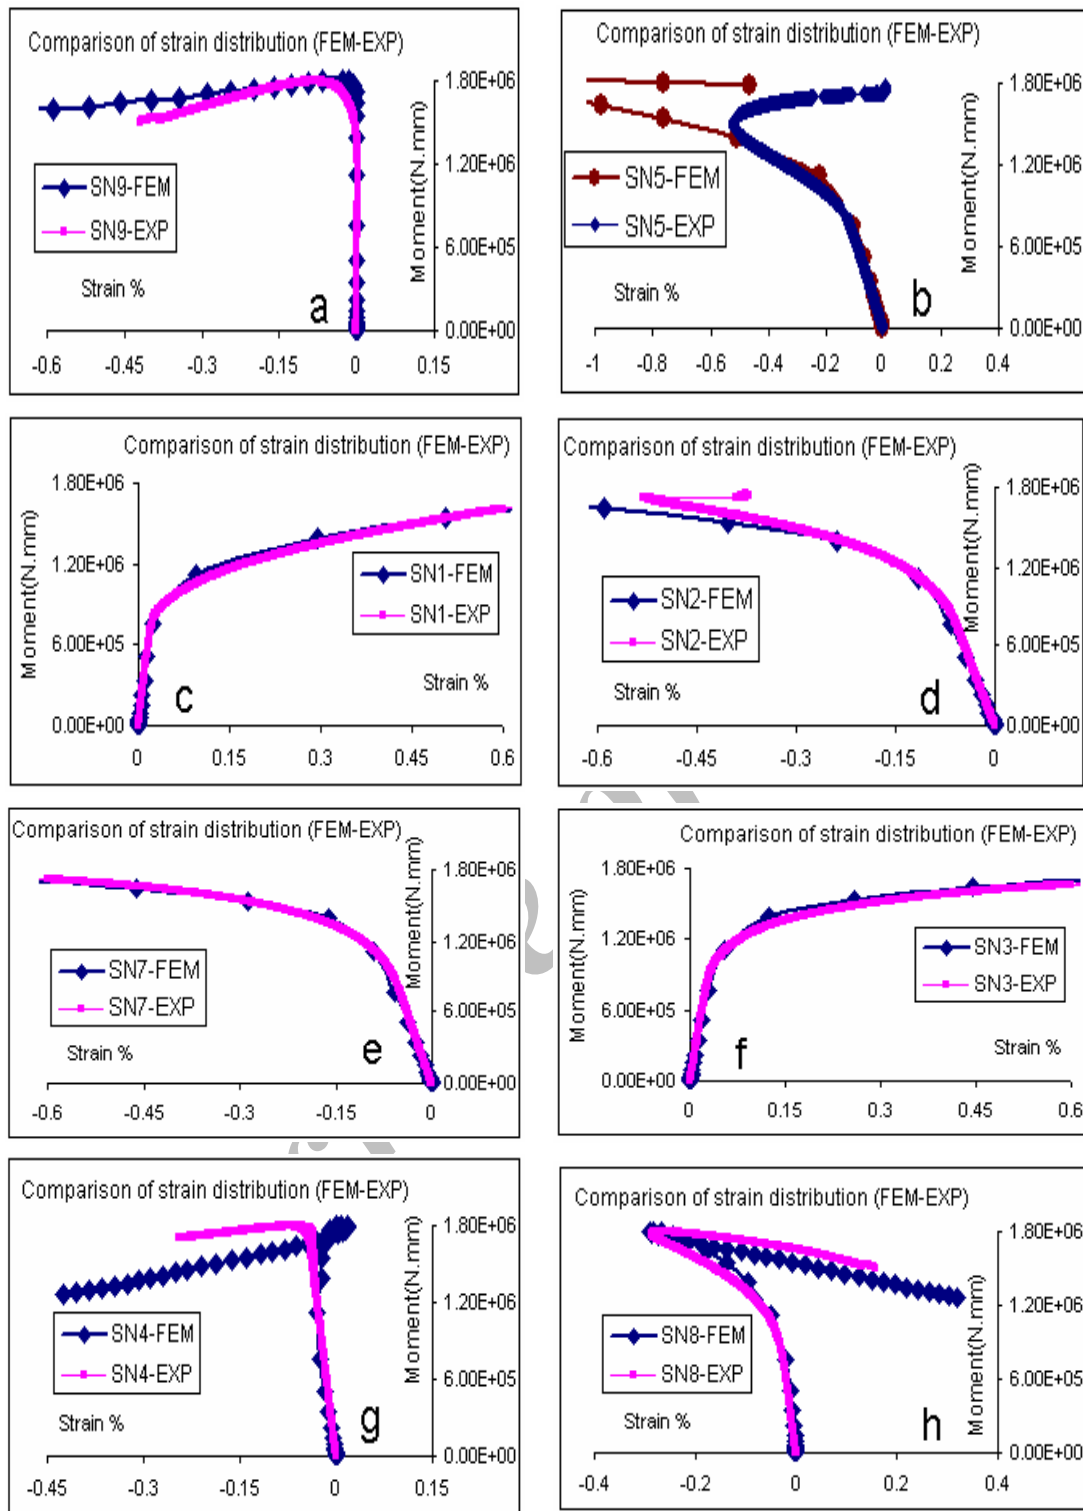 Comparison of strain distribution (FEM-EXP)
1.80E+06
1.20E+06
6.00E+05
0.00E+00
Moment(N.mm)
SN9-FEM
SN9-EXP
Strain %
a
-0.6 -0.45 -0.3 -0.15 0 0.15
Comparison of strain distribution (FEM-EXP)
1.80E+06
1.20E+06
6.00E+05
0.00E+00
Moment(N.mm)
SN5-FEM
SN5-EXP
Strain %
b
-1 -0.8 -0.6 -0.4 -0.2 0 0.2 0.4
Comparison of strain distribution (FEM-EXP)
1.80E+06
1.20E+06
6.00E+05
0.00E+00
Moment(N.mm)
SN1-FEM
SN1-EXP
Strain %
c
0 0.15 0.3 0.45 0.6
Comparison of strain distribution (FEM-EXP)
1.80E+06
1.20E+06
6.00E+05
0.00E+00
Moment(N.mm)
SN2-FEM
SN2-EXP
Strain %
d
-0.6 -0.45 -0.3 -0.15 0
Comparison of strain distribution (FEM-EXP)
1.80E+06
1.20E+06
6.00E+05
0.00E+00
Moment(N.mm)
SN7-FEM
SN7-EXP
Strain %
e
-0.6 -0.45 -0.3 -0.15 0
Comparison of strain distribution (FEM-EXP)
1.80E+06
1.20E+06
6.00E+05
0.00E+00
Moment(N.mm)
SN3-FEM
SN3-EXP
Strain %
f
0 0.15 0.3 0.45 0.6
Comparison of strain distribution (FEM-EXP)
1.80E+06
1.20E+06
6.00E+05
0.00E+00
Moment(N.mm)
SN4-FEM
SN4-EXP
Strain %
g
-0.45 -0.3 -0.15 0 0.15
Comparison of strain distribution (FEM-EXP)
1.80E+06
1.20E+06
6.00E+05
0.00E+00
Moment(N.mm)
SN8-FEM
SN8-EXP
Strain %
h
-0.4 -0.2 0 0.2 0.4